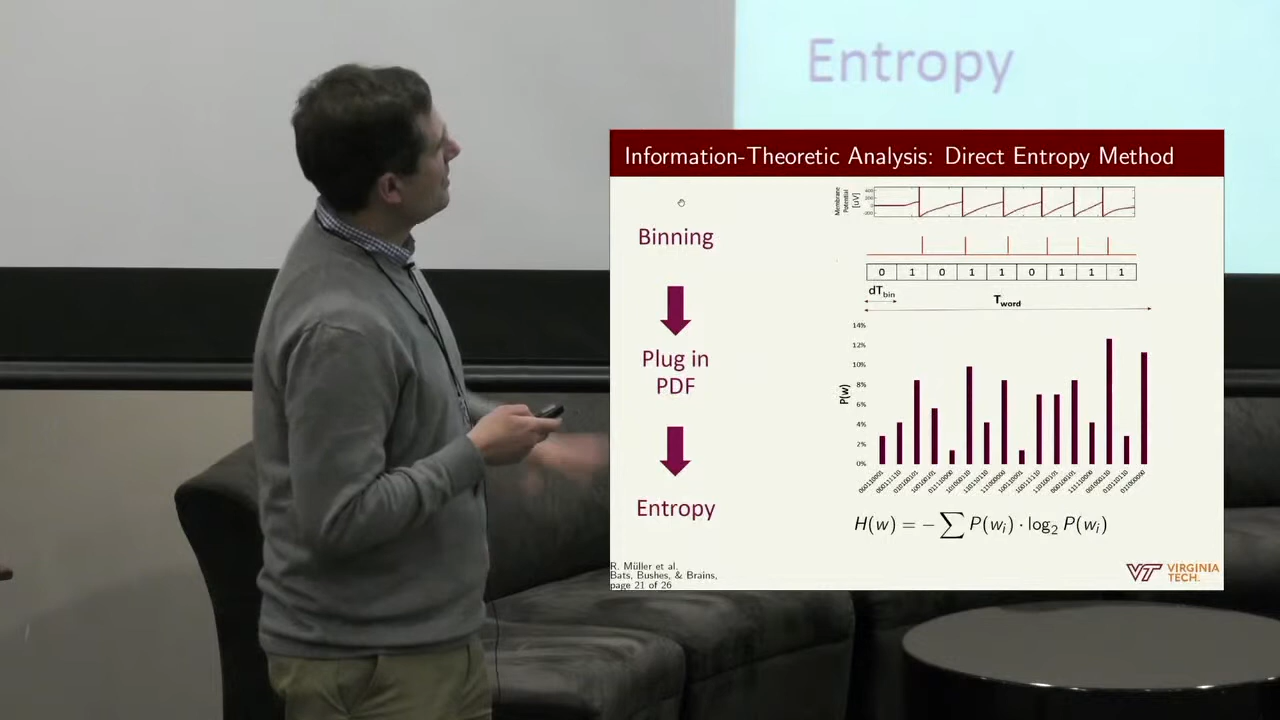 Entropy
Information-Theoretic Analysis: Direct Entropy Method
Binning
Plug in
PDF
Entropy
Membrane
Potential
[uV]
0 1 0 1 1 0 1 1 1
dT_bin
T_word
14%
12%
10%
8%
6%
4%
2%
0%
P(w)
H(w) = − ∑ P(w_i) · log_2 P(w_i)
R. Müller et al.
Bats, Bushes, & Brains,
page 21 of 26
VT VIRGINIA
TECH.